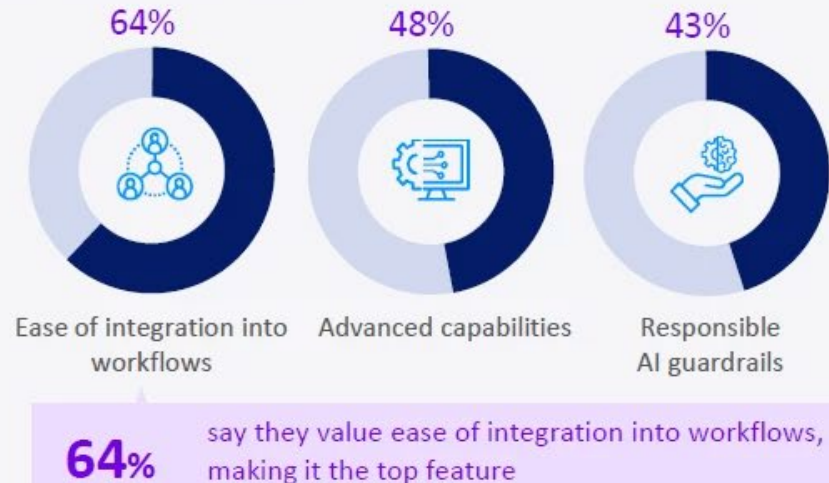 64%
48%
43%
Ease of integration into
workflows
Advanced capabilities
Responsible
AI guardrails
64%
say they value ease of integration into workflows,
making it the top feature